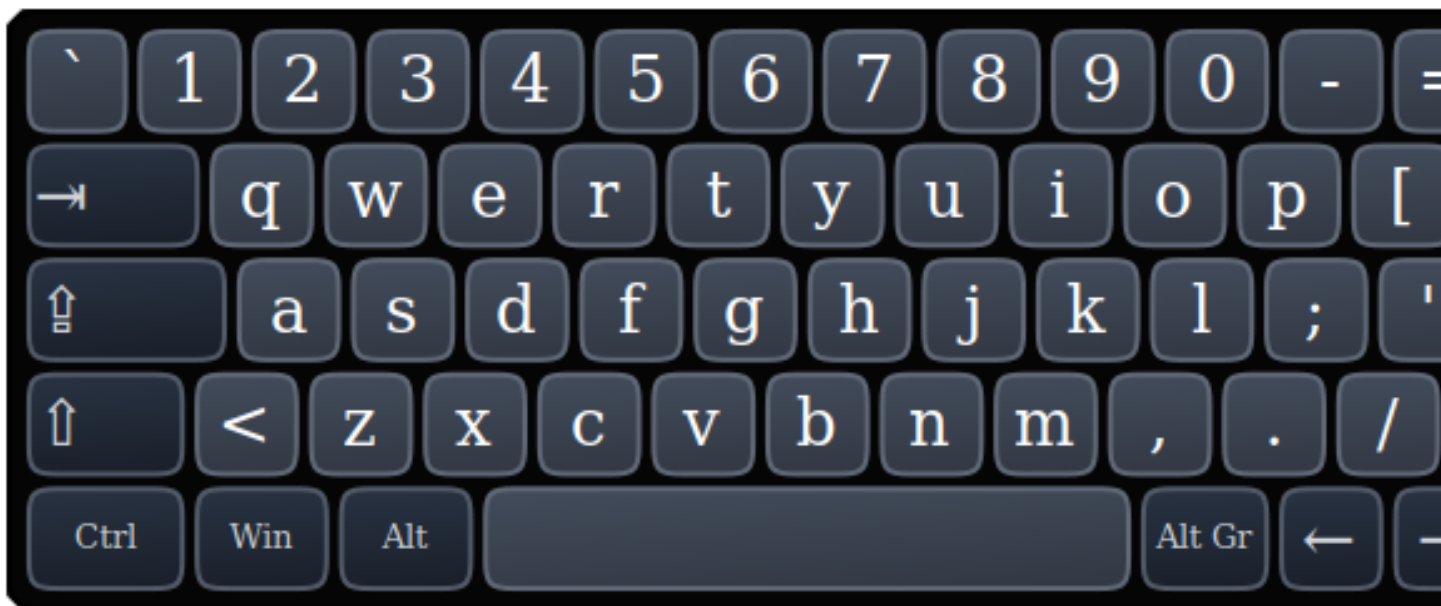 ` 1 2 3 4 5 6 7 8 9 0 - =
⇥ q w e r t y u i o p [
⇪ a s d f g h j k l ; '
⇧ < z x c v b n m , . /
Ctrl Win Alt Alt Gr ←